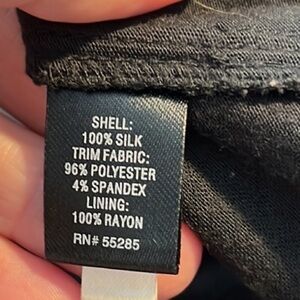 SHELL:
100% SILK
TRIM FABRIC:
96% POLYESTER
4% SPANDEX
LINING:
100% RAYON
RN# 55285